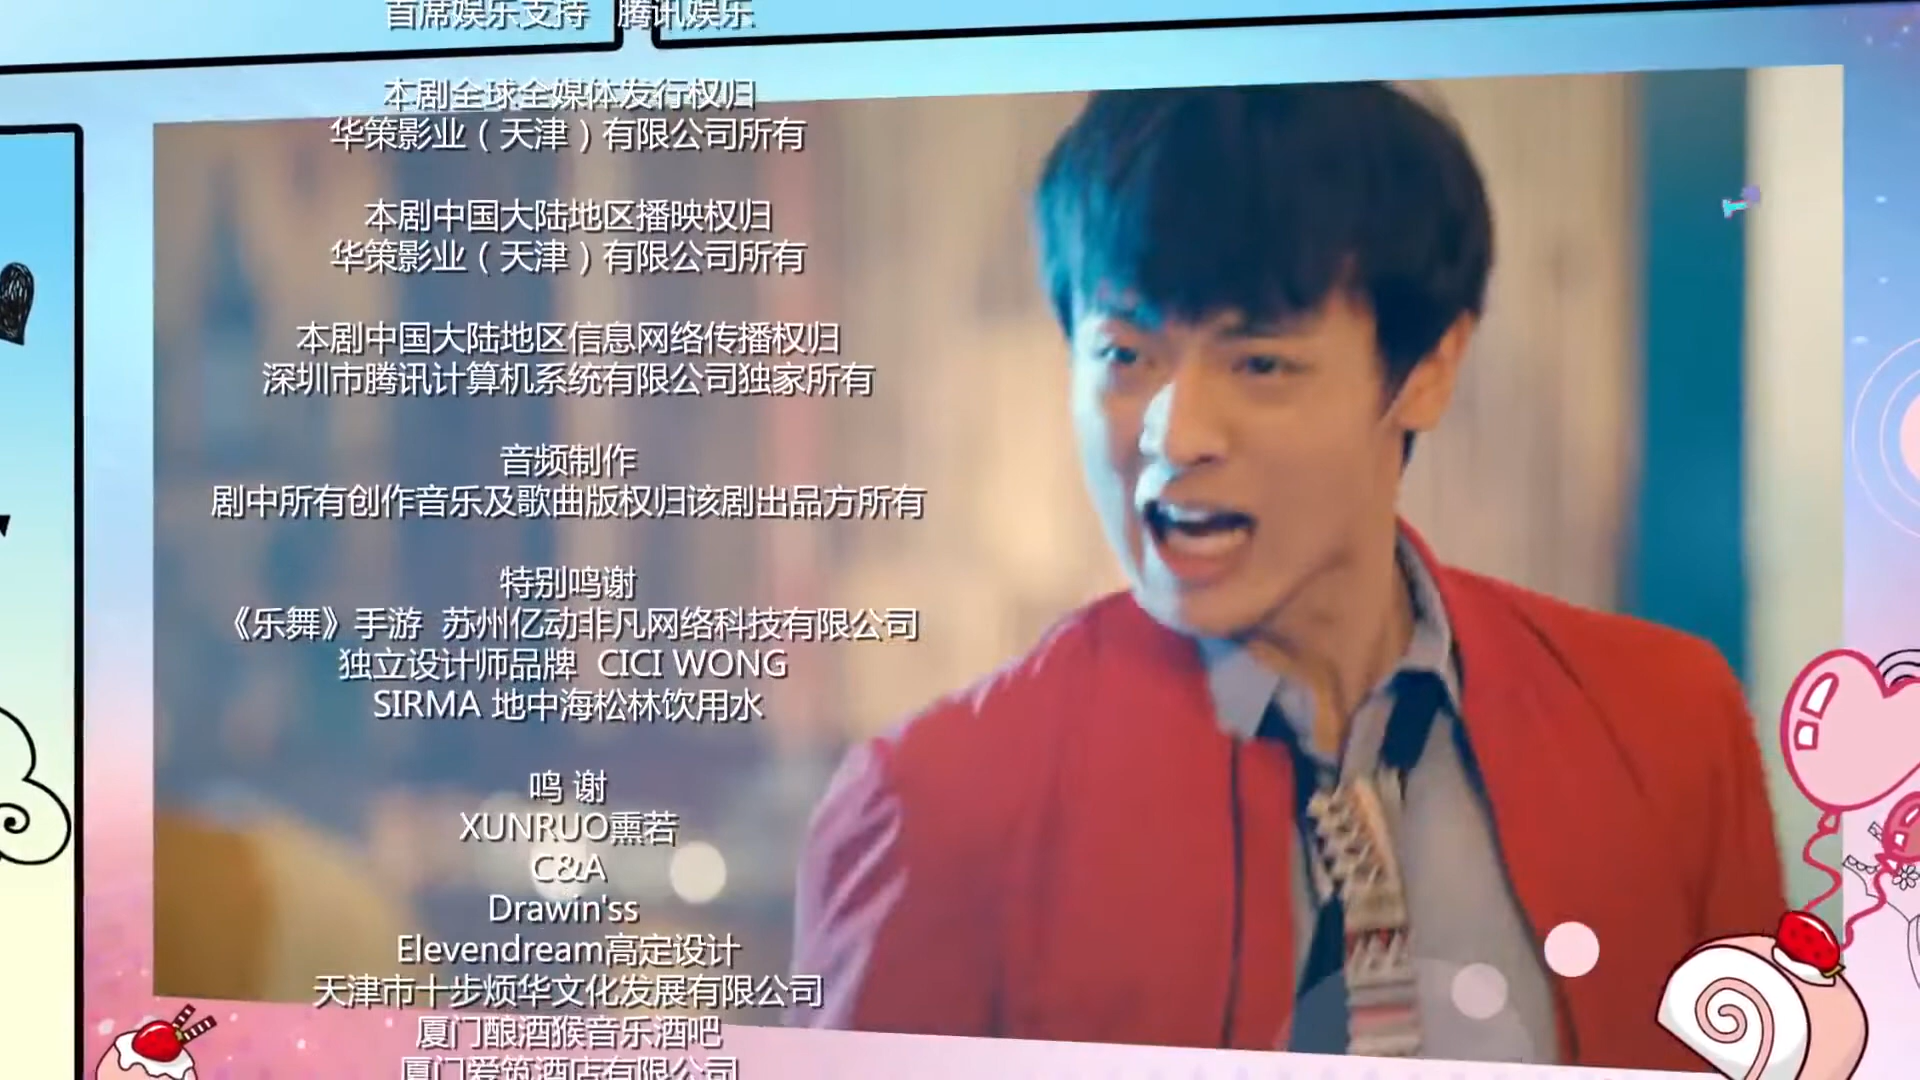 首席娱乐支持 腾讯娱乐
本剧全球全媒体发行权归
华策影业（天津）有限公司所有
本剧中国大陆地区播映权归
华策影业（天津）有限公司所有
本剧中国大陆地区信息网络传播权归
深圳市腾讯计算机系统有限公司独家所有
音频制作
剧中所有创作音乐及歌曲版权归该剧出品方所有
特别鸣谢
《乐舞》手游 苏州亿动非凡网络科技有限公司
独立设计师品牌 CICI WONG
SIRMA 地中海松林饮用水
鸣 谢
XUNRUO熏若
C&A
Drawin'ss
Elevendream高定设计
天津市十步烦华文化发展有限公司
厦门酿酒猴音乐酒吧
厦门爱筑酒店有限公司